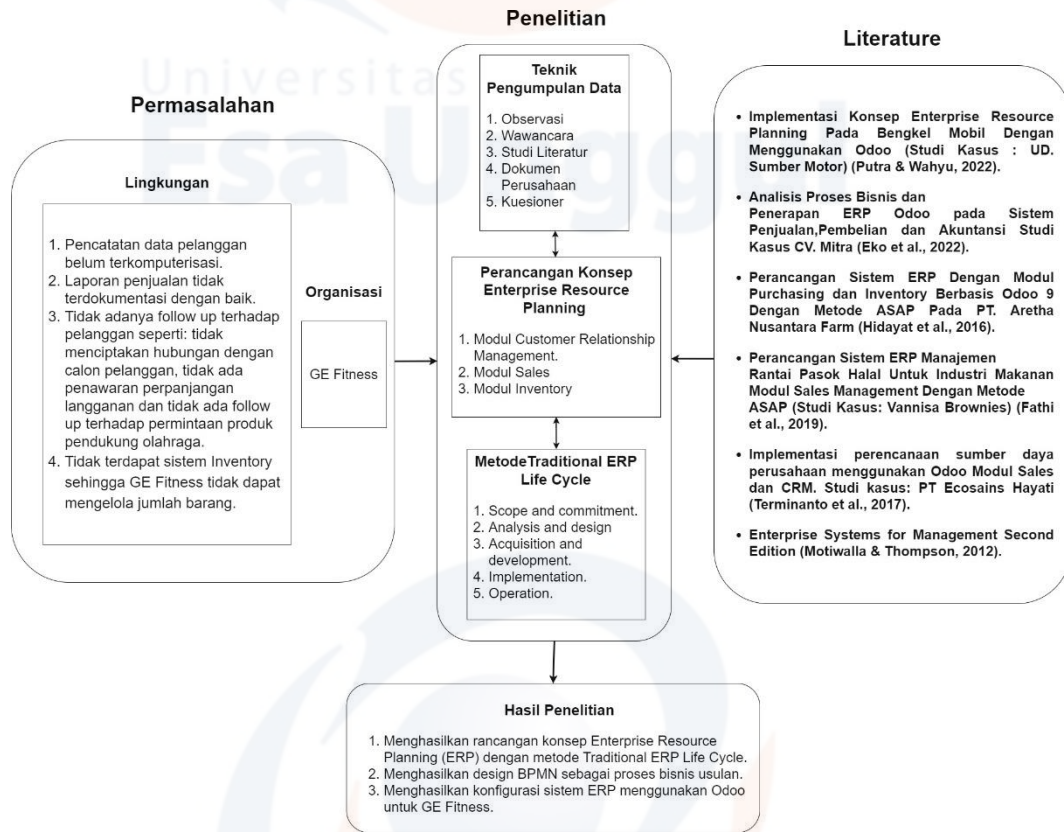 Universitas
Esa Unggul
Permasalahan
Lingkungan
1. Pencatatan data pelanggan
belum terkomputerisasi.
2. Laporan penjualan tidak
terdokumentasi dengan baik.
3. Tidak adanya follow up terhadap
pelanggan seperti: tidak
menciptakan hubungan dengan
calon pelanggan, tidak ada
penawaran perpanjangan
langganan dan tidak ada follow
up terhadap permintaan produk
pendukung olahraga.
4. Tidak terdapat sistem Inventory
sehingga GE Fitness tidak dapat
mengelola jumlah barang.
Organisasi
GE Fitness
Penelitian
Teknik
Pengumpulan Data
1. Observasi
2. Wawancara
3. Studi Literatur
4. Dokumen
Perusahaan
5. Kuesioner
Perancangan Konsep
Enterprise Resource
Planning
1. Modul Customer Relationship
Management.
2. Modul Sales
3. Modul Inventory
MetodeTraditional ERP
Life Cycle
1. Scope and commitment.
2. Analysis and design
3. Acquisition and
development.
4. Implementation.
5. Operation.
Literature
• Implementasi Konsep Enterprise Resource
Planning Pada Bengkel Mobil Dengan
Menggunakan Odoo (Studi Kasus : UD.
Sumber Motor) (Putra & Wahyu, 2022).
• Analisis Proses Bisnis dan
Penerapan ERP Odoo pada Sistem
Penjualan,Pembelian dan Akuntansi Studi
Kasus CV. Mitra (Eko et al., 2022).
• Perancangan Sistem ERP Dengan Modul
Purchasing dan Inventory Berbasis Odoo 9
Dengan Metode ASAP Pada PT. Aretha
Nusantara Farm (Hidayat et al., 2016).
• Perancangan Sistem ERP Manajemen
Rantai Pasok Halal Untuk Industri Makanan
Modul Sales Management Dengan Metode
ASAP (Studi Kasus: Vannisa Brownies) (Fathi
et al., 2019).
• Implementasi perencanaan sumber daya
perusahaan menggunakan Odoo Modul Sales
dan CRM. Studi kasus: PT Ecosains Hayati
(Terminanto et al., 2017).
• Enterprise Systems for Management Second
Edition (Motiwalla & Thompson, 2012).
Hasil Penelitian
1. Menghasilkan rancangan konsep Enterprise Resource
Planning (ERP) dengan metode Traditional ERP Life Cycle.
2. Menghasilkan design BPMN sebagai proses bisnis usulan.
3. Menghasilkan konfigurasi sistem ERP menggunakan Odoo
untuk GE Fitness.